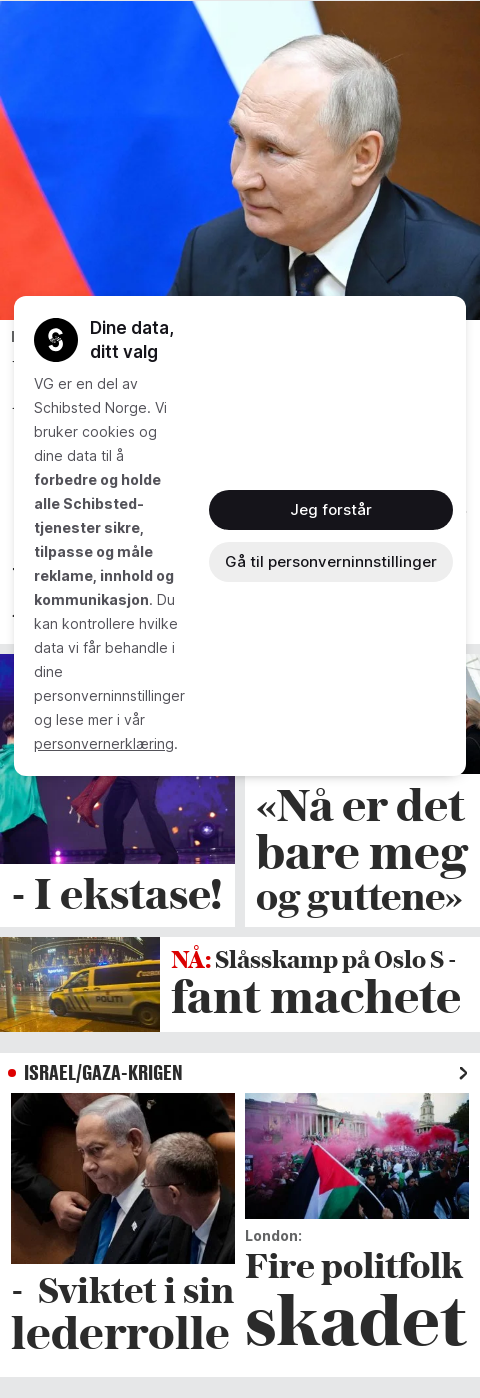 Dine data,
ditt valg
VG er en del av
Schibsted Norge. Vi
bruker cookies og
dine data til å
forbedre og holde
alle Schibsted-
tjenester sikre,
tilpasse og måle
reklame, innhold og
kommunikasjon. Du
kan kontrollere hvilke
data vi får behandle i
dine
personverninnstillinger
og lese mer i vår
personvernerklæring.
Jeg forstår
Gå til personverninnstillinger
- I ekstase!
«Nå er det
bare meg
og guttene»
POLITI
NÅ: Slåsskamp på Oslo S -
fant machete
ISRAEL/GAZA-KRIGEN
- Sviktet i sin
lederrolle
London:
Fire politfolk
skadet